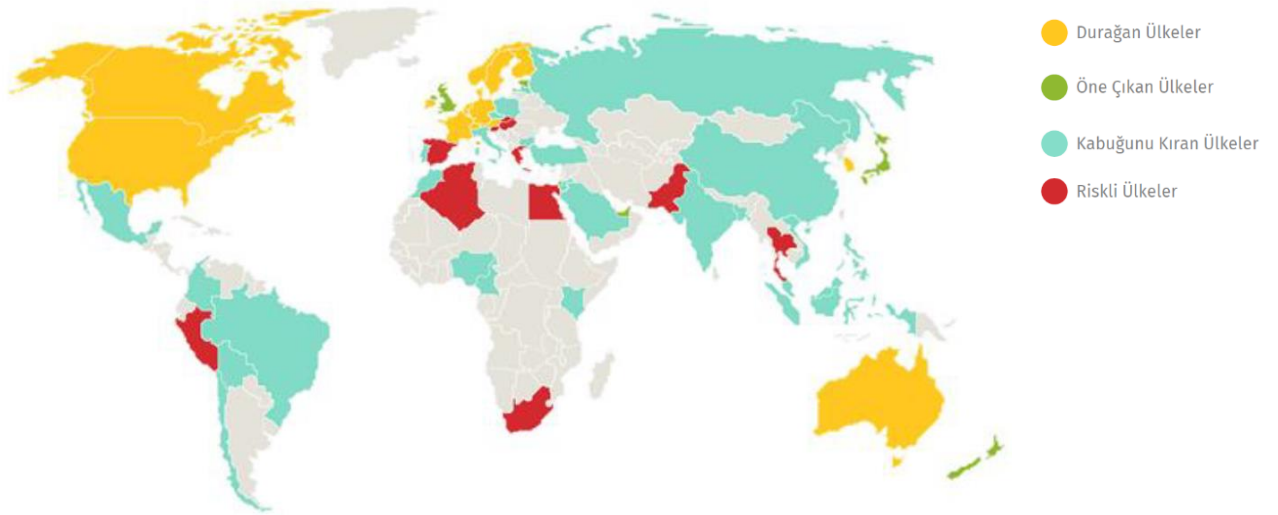 Durağan Ülkeler
Öne Çıkan Ülkeler
Kabuğunu Kıran Ülkeler
Riskli Ülkeler